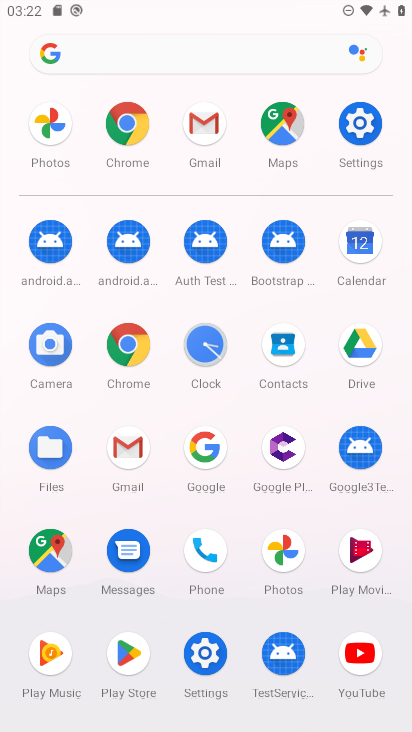 03:22
Photos Chrome Gmail Maps Settings
android.a... android.a... Auth Test ... Bootstrap ... Calendar
12
Camera Chrome Clock Contacts Drive
Files Gmail Google Google Pl... Google3Te...
Maps Messages Phone Photos Play Movi...
Play Music Play Store Settings TestServic... YouTube